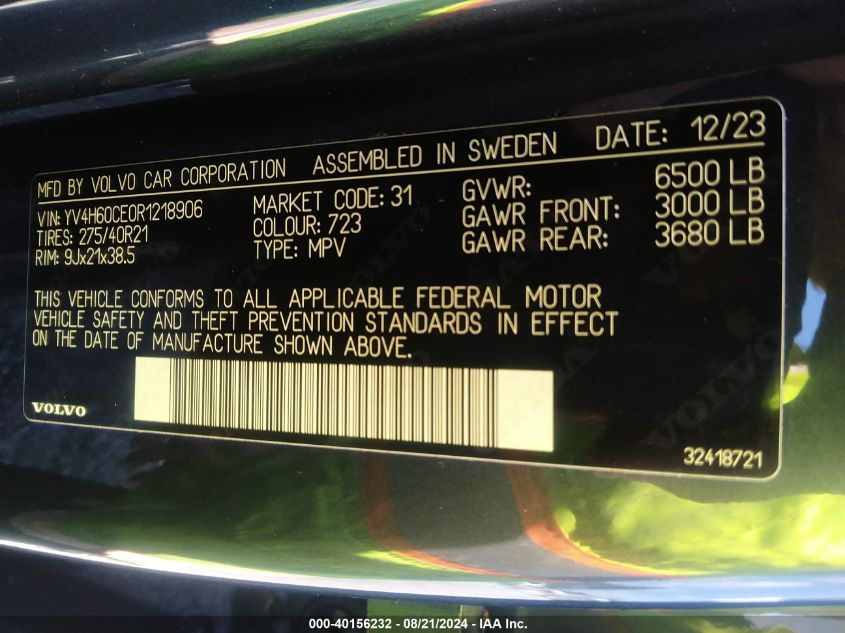 MFD BY VOLVO CAR CORPORATION ASSEMBLED IN SWEDEN DATE: 12/23
VIN: YV4H60CE0R1218906 MARKET CODE: 31 GVWR: 6500 LB
TIRES: 275/40R21 COLOUR: 723 GAWR FRONT: 3000 LB
RIM: 9Jx21x38.5 TYPE: MPV GAWR REAR: 3680 LB
THIS VEHICLE CONFORMS TO ALL APPLICABLE FEDERAL MOTOR
VEHICLE SAFETY AND THEFT PREVENTION STANDARDS IN EFFECT
ON THE DATE OF MANUFACTURE SHOWN ABOVE.
VOLVO
32418721
000-40156232 - 08/21/2024 - IAA Inc.